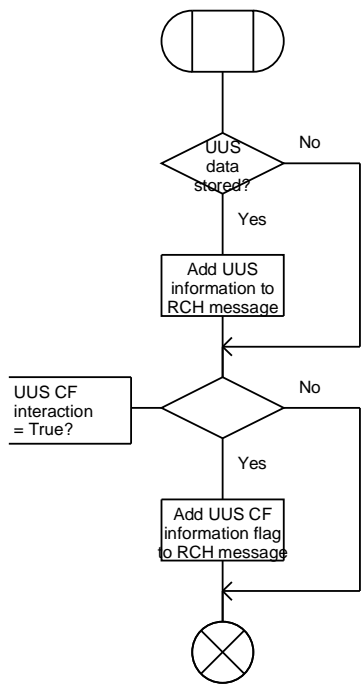 UUS
data
stored?
No
Yes
Add UUS
information to
RCH message
UUS CF
interaction
= True?
No
Yes
Add UUS CF
information flag
to RCH message